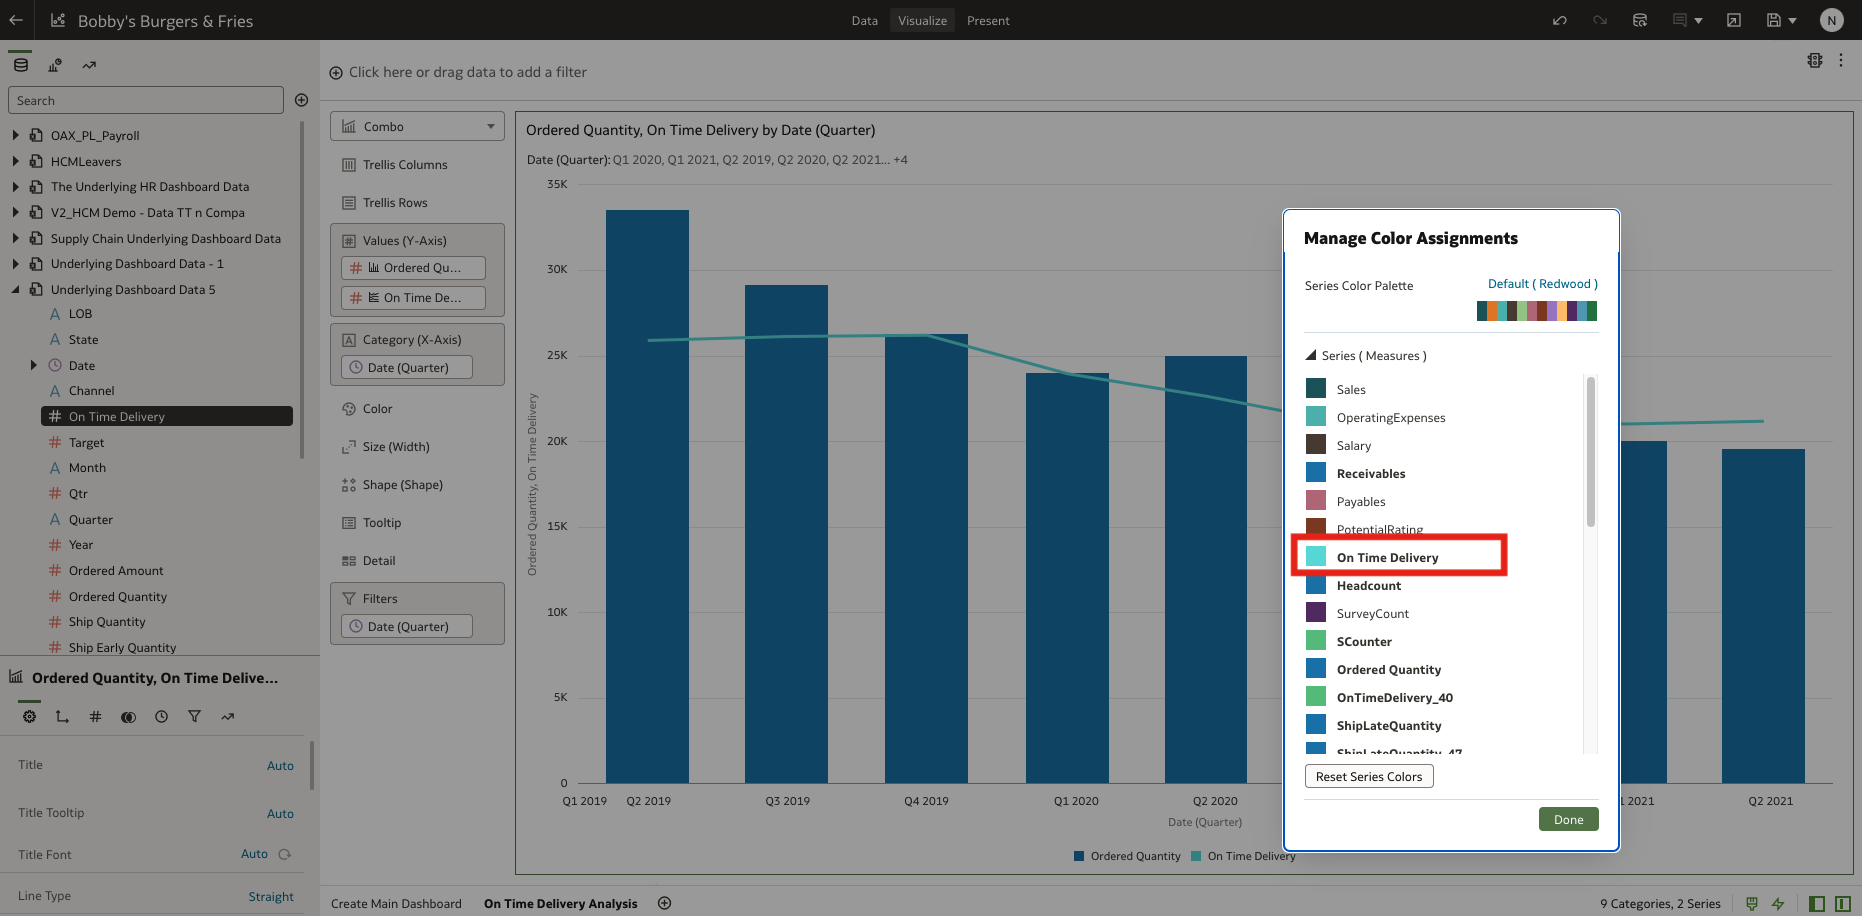 Bobby's Burgers & Fries
Data
Visualize
Present
N
Search
OAX_PL_Payroll
HCMLeavers
The Underlying HR Dashboard Data
V2_HCM Demo - Data TT n Compa
Supply Chain Underlying Dashboard Data
Underlying Dashboard Data - 1
Underlying Dashboard Data 5
A LOB
A State
Date
A Channel
# On Time Delivery
# Target
A Month
# Qtr
A Quarter
# Year
# Ordered Amount
# Ordered Quantity
# Ship Quantity
# Ship Early Quantity
Ordered Quantity, On Time Delive...
#
Title Auto
Title Tooltip Auto
Title Font Auto
Line Type Straight
Click here or drag data to add a filter
Combo
Trellis Columns
Trellis Rows
# Values (Y-Axis)
# Ordered Qu...
# On Time De...
A Category (X-Axis)
Date (Quarter)
Color
Size (Width)
Shape (Shape)
Tooltip
Detail
Filters
Date (Quarter)
Ordered Quantity, On Time Delivery by Date (Quarter)
Date (Quarter): Q1 2020, Q1 2021, Q2 2019, Q2 2020, Q2 2021... +4
35K
30K
25K
20K
15K
10K
5K
0
Ordered Quantity, On Time Delivery
Q1 2019 Q2 2019 Q3 2019 Q4 2019 Q1 2020 Q2 2020 1 2021 Q2 2021
Date (Quarter)
Ordered Quantity On Time Delivery
Manage Color Assignments
Series Color Palette Default ( Redwood )
Series ( Measures )
Sales
OperatingExpenses
Salary
Receivables
Payables
PotentialRating
On Time Delivery
Headcount
SurveyCount
SCounter
Ordered Quantity
OnTimeDelivery_40
ShipLateQuantity
ShipLateQuantity_47
Reset Series Colors
Done
Create Main Dashboard
On Time Delivery Analysis
9 Categories, 2 Series